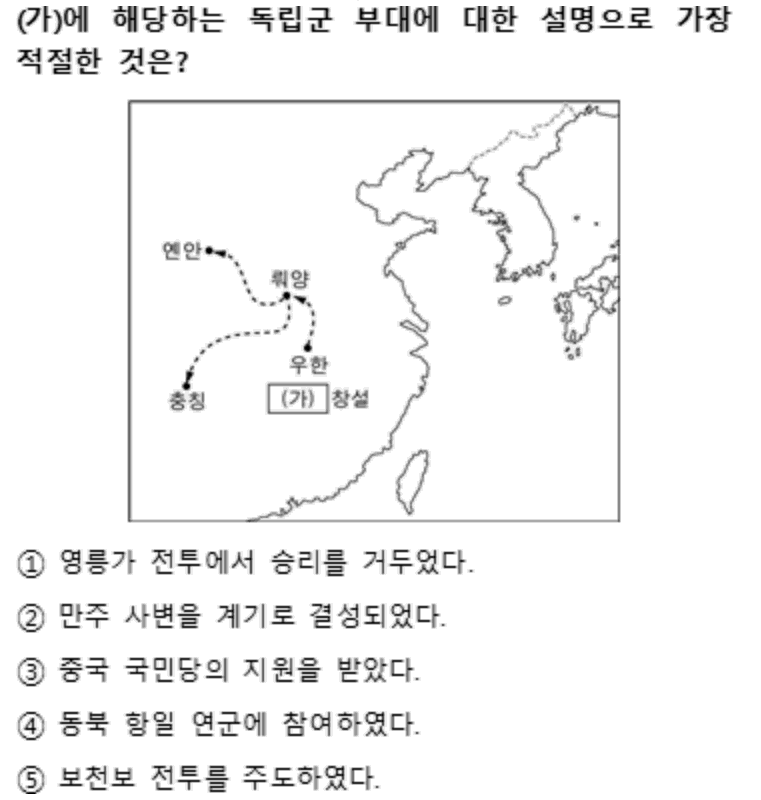 (가)에 해당하는 독립군 부대에 대한 설명으로 가장
적절한 것은?
옌안
뤄양
우한
충칭
(가) 창설
① 영릉가 전투에서 승리를 거두었다.
② 만주 사변을 계기로 결성되었다.
③ 중국 국민당의 지원을 받았다.
④ 동북 항일 연군에 참여하였다.
⑤ 보천보 전투를 주도하였다.